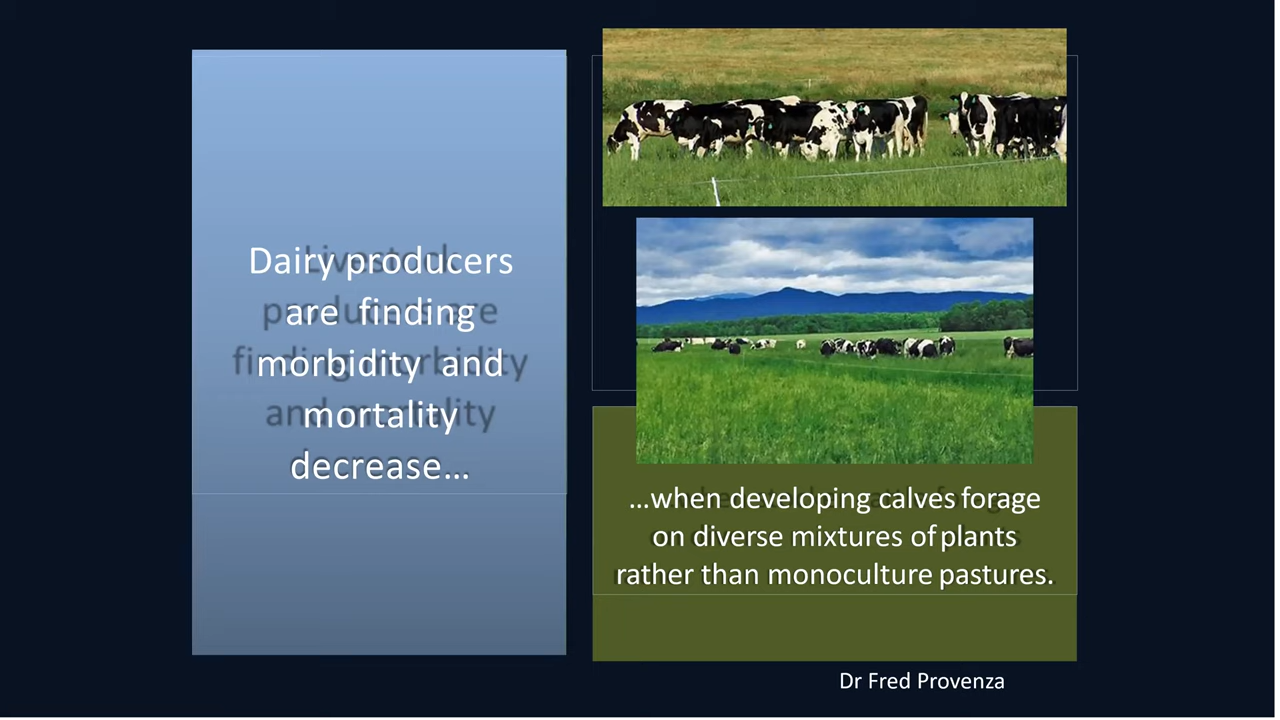 Dairy producers
are finding
morbidity and
mortality
decrease…
…when developing calves forage
on diverse mixtures of plants
rather than monoculture pastures.
Dr Fred Provenza